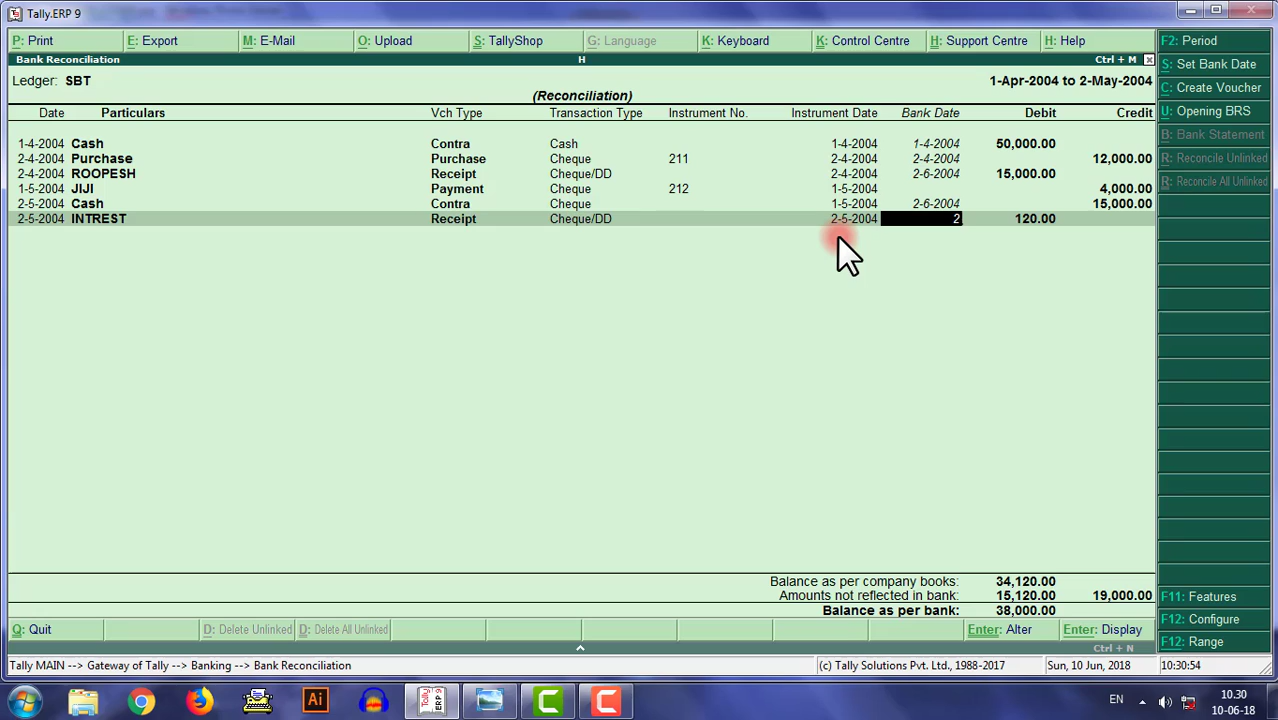 Tally.ERP 9
P: Print E: Export M: E-Mail O: Upload S: TallyShop G: Language K: Keyboard K: Control Centre H: Support Centre H: Help F2: Period
Bank Reconciliation H Ctrl + M
S: Set Bank Date
Ledger: SBT 1-Apr-2004 to 2-May-2004
C: Create Voucher
(Reconciliation)
U: Opening BRS
Date Particulars Vch Type Transaction Type Instrument No. Instrument Date Bank Date Debit Credit
B: Bank Statement
1-4-2004 Cash Contra Cash 1-4-2004 1-4-2004 50,000.00
2-4-2004 Purchase Purchase Cheque 211 2-4-2004 2-4-2004 12,000.00
R: Reconcile Unlinked
2-4-2004 ROOPESH Receipt Cheque/DD 2-4-2004 2-6-2004 15,000.00
R: Reconcile All Unlinked
1-5-2004 JIJI Payment Cheque 212 1-5-2004 4,000.00
2-5-2004 Cash Contra Cheque 1-5-2004 2-6-2004 15,000.00
2-5-2004 INTREST Receipt Cheque/DD 2-5-2004 2 120.00
Balance as per company books: 34,120.00
Amounts not reflected in bank: 15,120.00 19,000.00
Balance as per bank: 38,000.00
F11: Features
F12: Configure
F12: Range
Q: Quit D: Delete Unlinked D: Delete All Unlinked Enter: Alter Enter: Display
Ctrl + N
Tally MAIN --> Gateway of Tally --> Banking --> Bank Reconciliation (c) Tally Solutions Pvt. Ltd., 1988-2017 Sun, 10 Jun, 2018 10:30:54
Ai
Tally ERP 9
EN
10.30
10-06-18